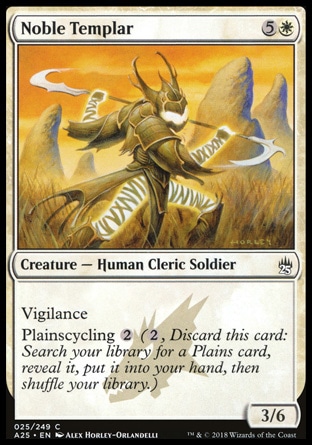 Noble Templar 5
HORLEY
Creature — Human Cleric Soldier
25
Vigilance
Plainscycling 2 (2, Discard this card:
Search your library for a Plains card,
reveal it, put it into your hand, then
shuffle your library.)
3/6
025/249 C
A25 • EN Alex Horley-Orlandelli
™ & © 2018 Wizards of the Coast